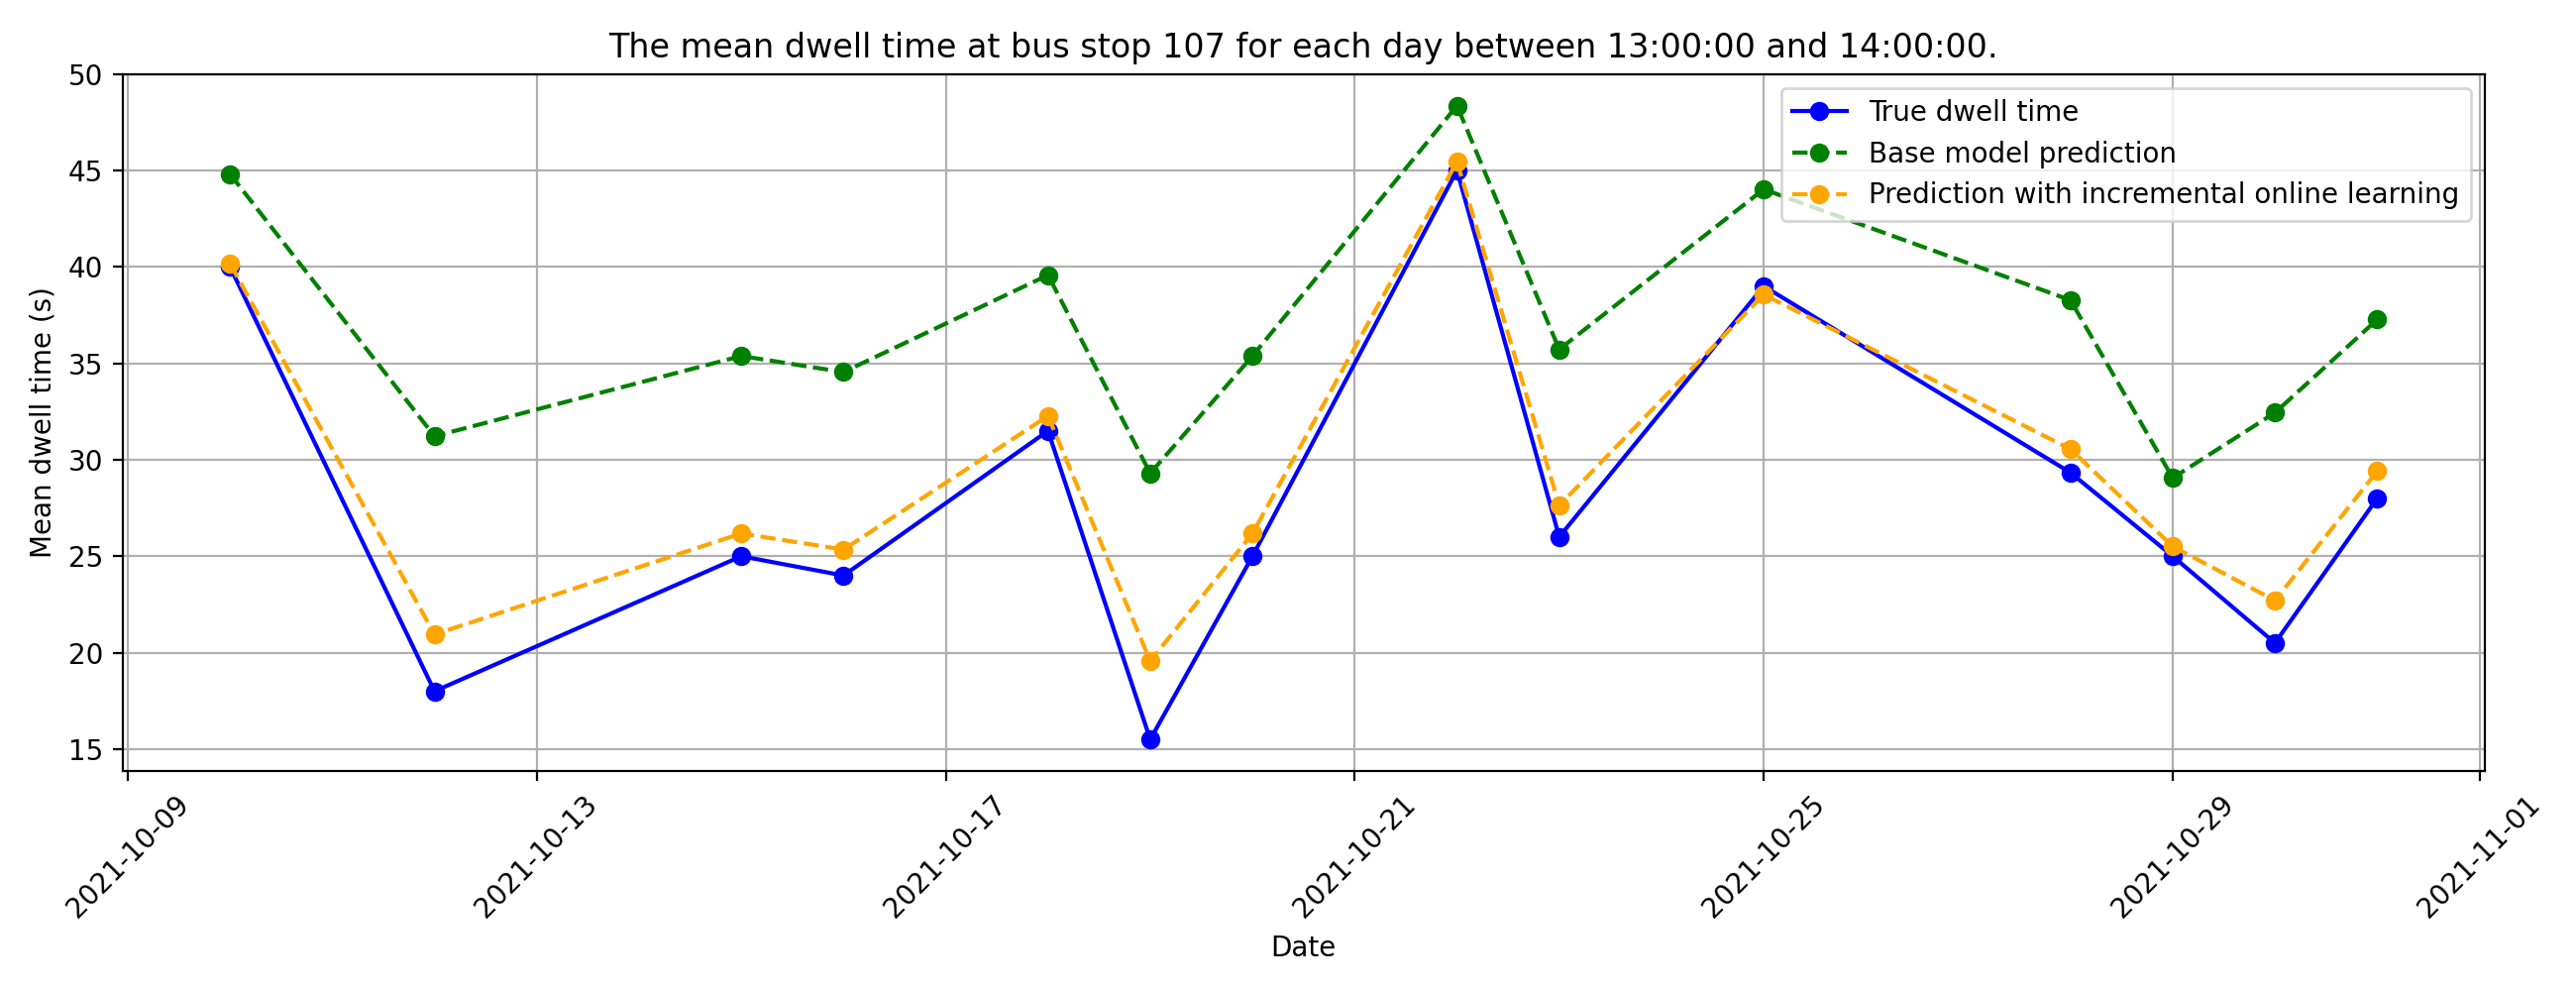 The mean dwell time at bus stop 107 for each day between 13:00:00 and 14:00:00.
True dwell time
Base model prediction
Prediction with incremental online learning
Mean dwell time (s)
50
45
40
35
30
25
20
15
2021-10-09
2021-10-13
2021-10-17
2021-10-21
2021-10-25
2021-10-29
2021-11-01
Date